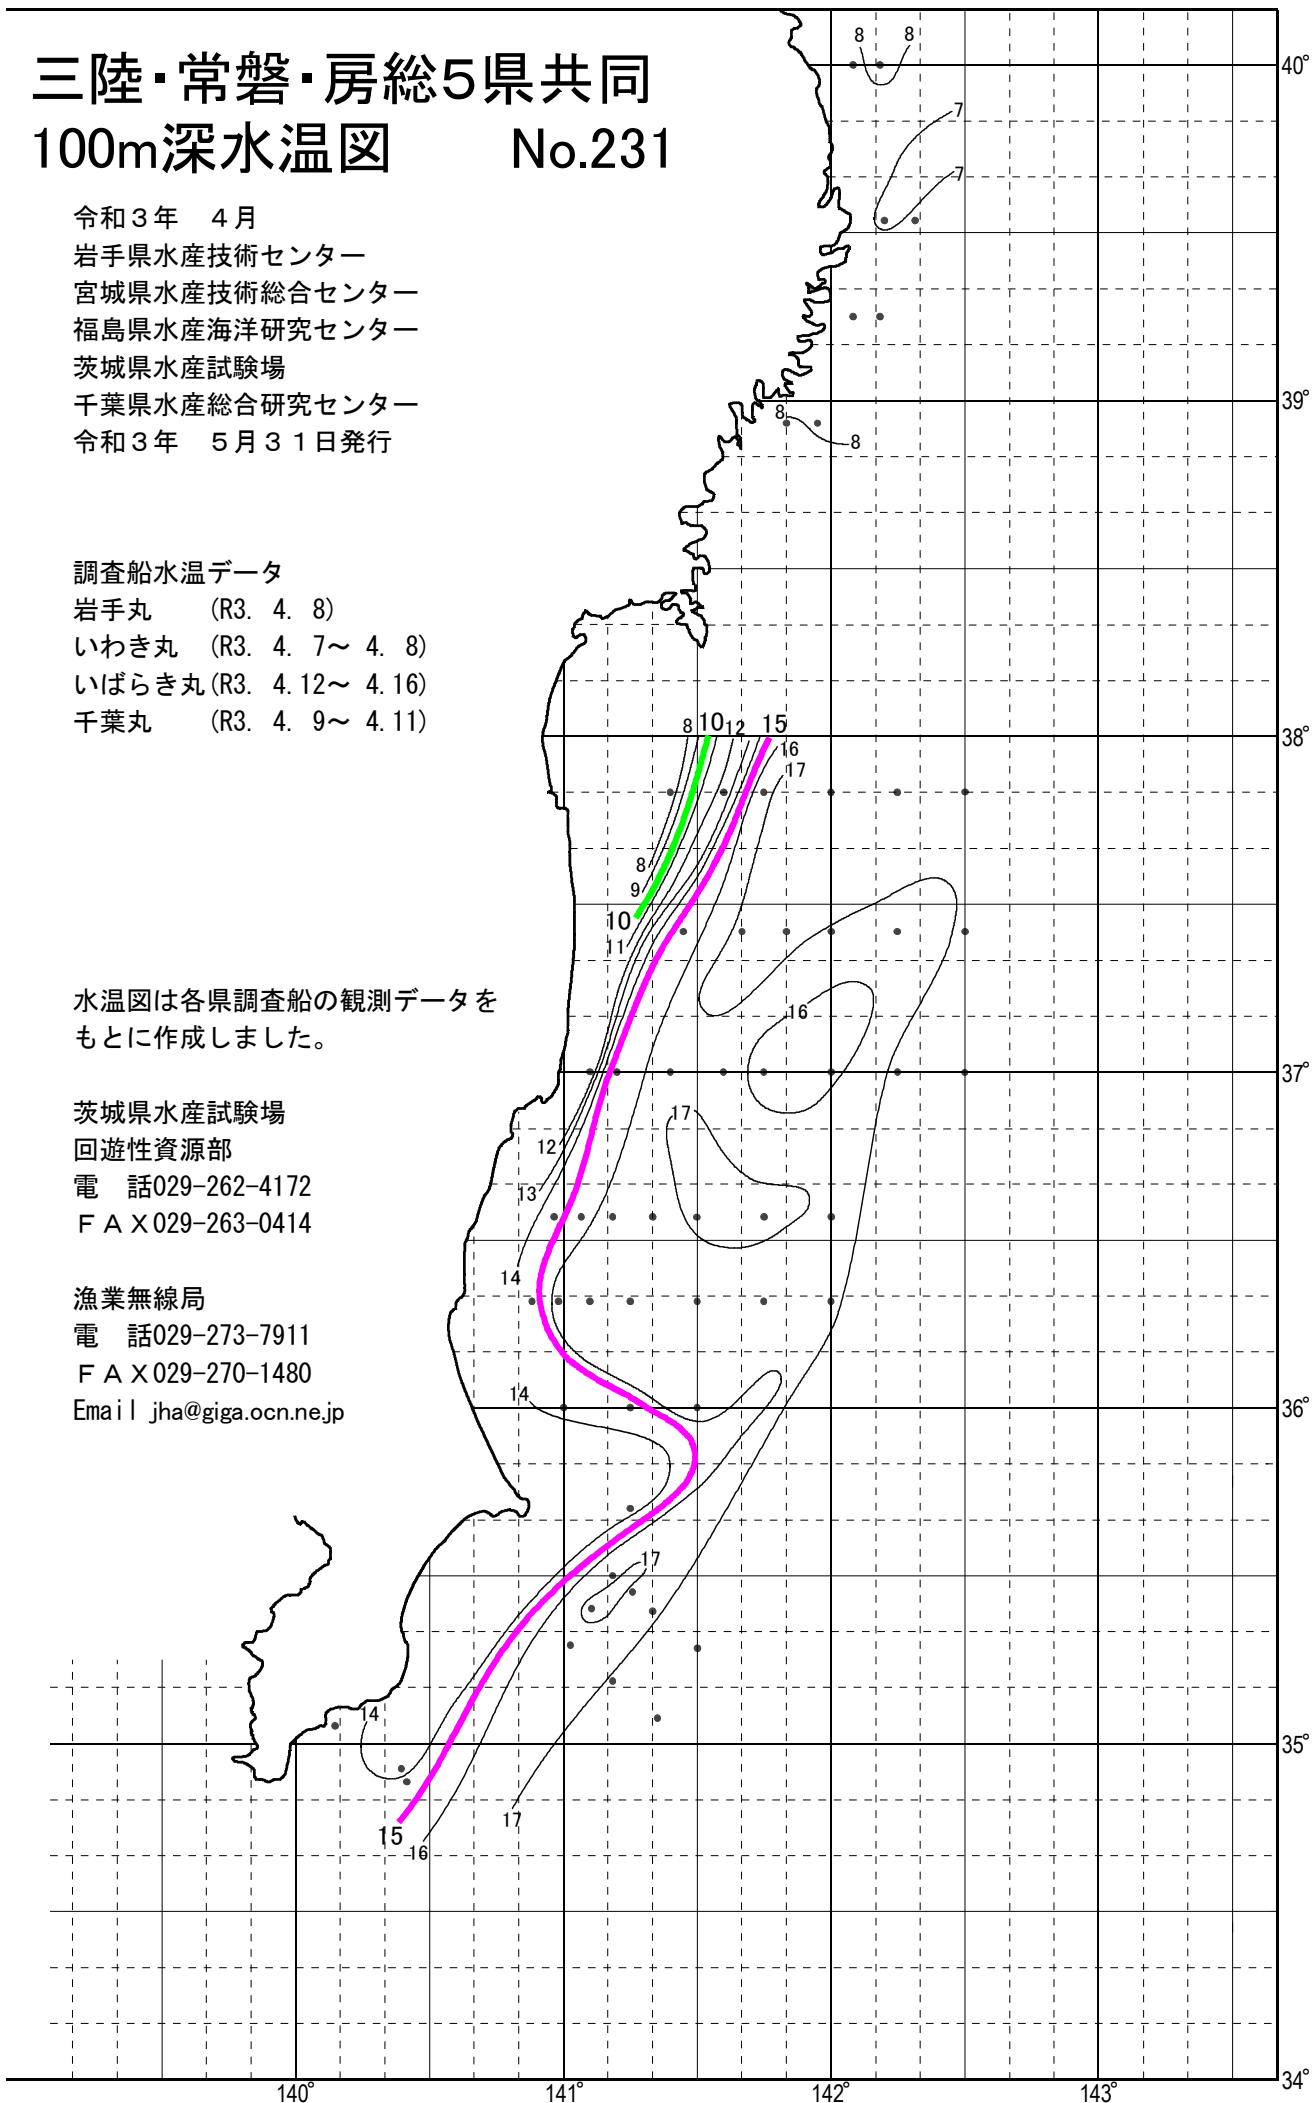 三陸・常磐・房総5県共同
100m深水温図 No.231
令和３年 ４月
岩手県水産技術センター
宮城県水産技術総合センター
福島県水産海洋研究センター
茨城県水産試験場
千葉県水産総合研究センター
令和３年 ５月３１日発行
調査船水温データ
岩手丸 (R3. 4. 8)
いわき丸 (R3. 4. 7～ 4. 8)
いばらき丸(R3. 4.12～ 4.16)
千葉丸 (R3. 4. 9～ 4.11)
水温図は各県調査船の観測データを
もとに作成しました。
茨城県水産試験場
回遊性資源部
電 話029-262-4172
ＦＡＸ029-263-0414
漁業無線局
電 話029-273-7911
ＦＡＸ029-270-1480
Email jha@giga.ocn.ne.jp
8 8
40°
7
7
39°
8
8
8 10 12 15
38°
16
17
8
9
10
11
16
37°
17
12
13
14
14
36°
17
14
35°
17
15
16
34°
140° 141° 142° 143°